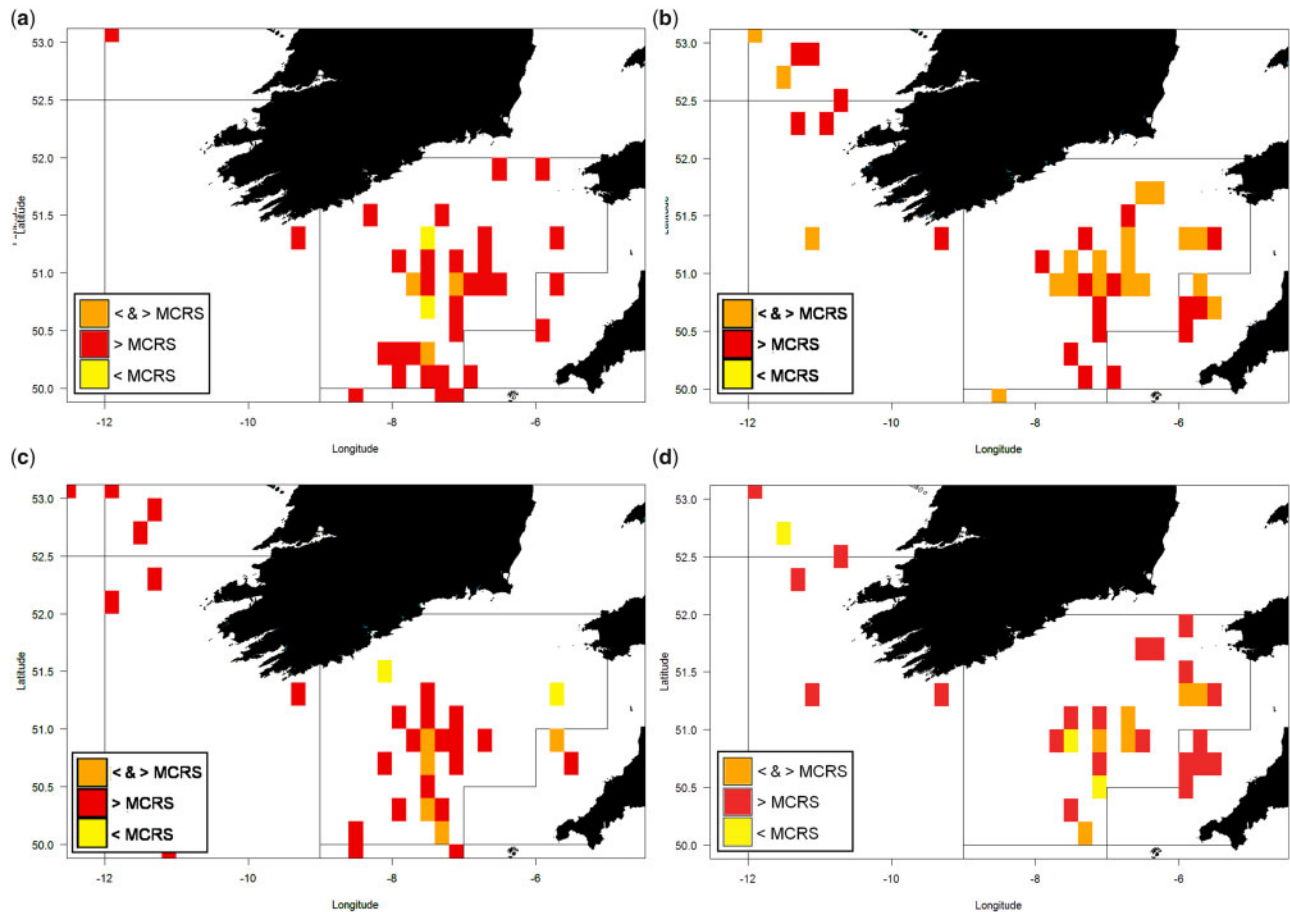 (a)
53.0
52.5
52.0
51.5
51.0
50.5
50.0
Latitude
< & > MCRS
> MCRS
< MCRS
-12
-10
-8
-6
Longitude
(b)
53.0
52.5
52.0
51.5
51.0
50.5
50.0
Latitude
< & > MCRS
> MCRS
< MCRS
-12
-10
-8
-6
Longitude
(c)
53.0
52.5
52.0
51.5
51.0
50.5
50.0
Latitude
< & > MCRS
> MCRS
< MCRS
-12
-10
-8
-6
Longitude
(d)
53.0
52.5
52.0
51.5
51.0
50.5
50.0
Latitude
< & > MCRS
> MCRS
< MCRS
-12
-10
-8
-6
Longitude